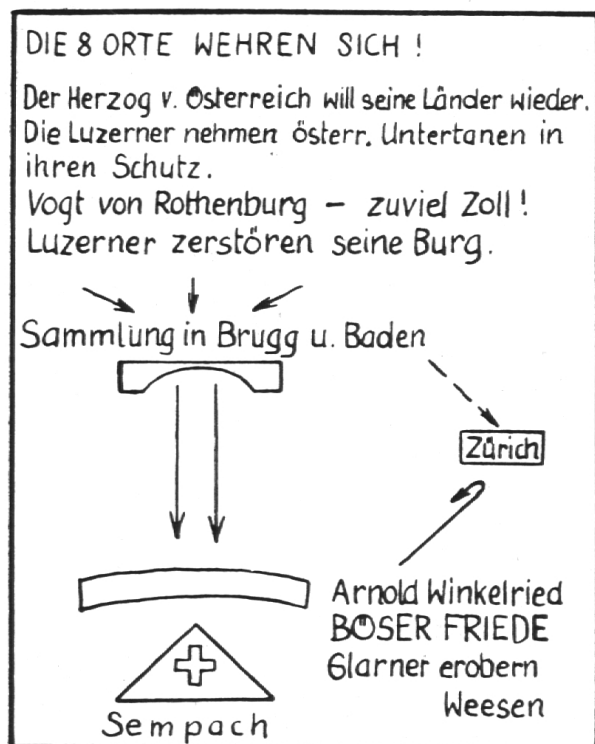 DIE 8 ORTE WEHREN SICH !
Der Herzog v. Österreich will seine Länder wieder.
Die Luzerner nehmen österr. Untertanen in
ihren Schutz.
Vogt von Rothenburg – zuviel Zoll !
Luzerner zerstören seine Burg.
Sammlung in Brugg u. Baden
Zürich
Arnold Winkelried
BÖSER FRIEDE
Glarner erobern
Weesen
Sempach